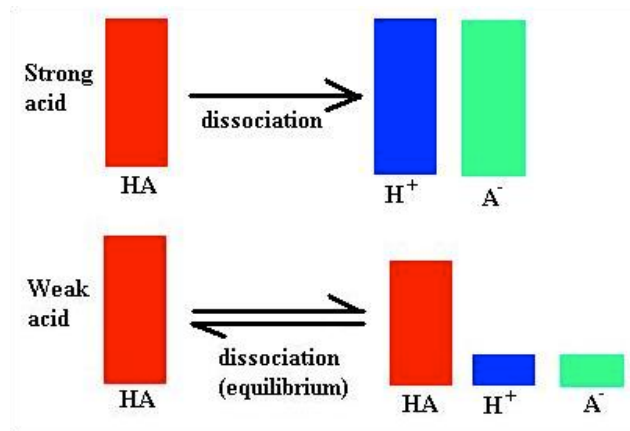 Strong
acid
dissociation
HA
H+
A-
Weak
acid
dissociation
(equilibrium)
HA
HA
H+
A-